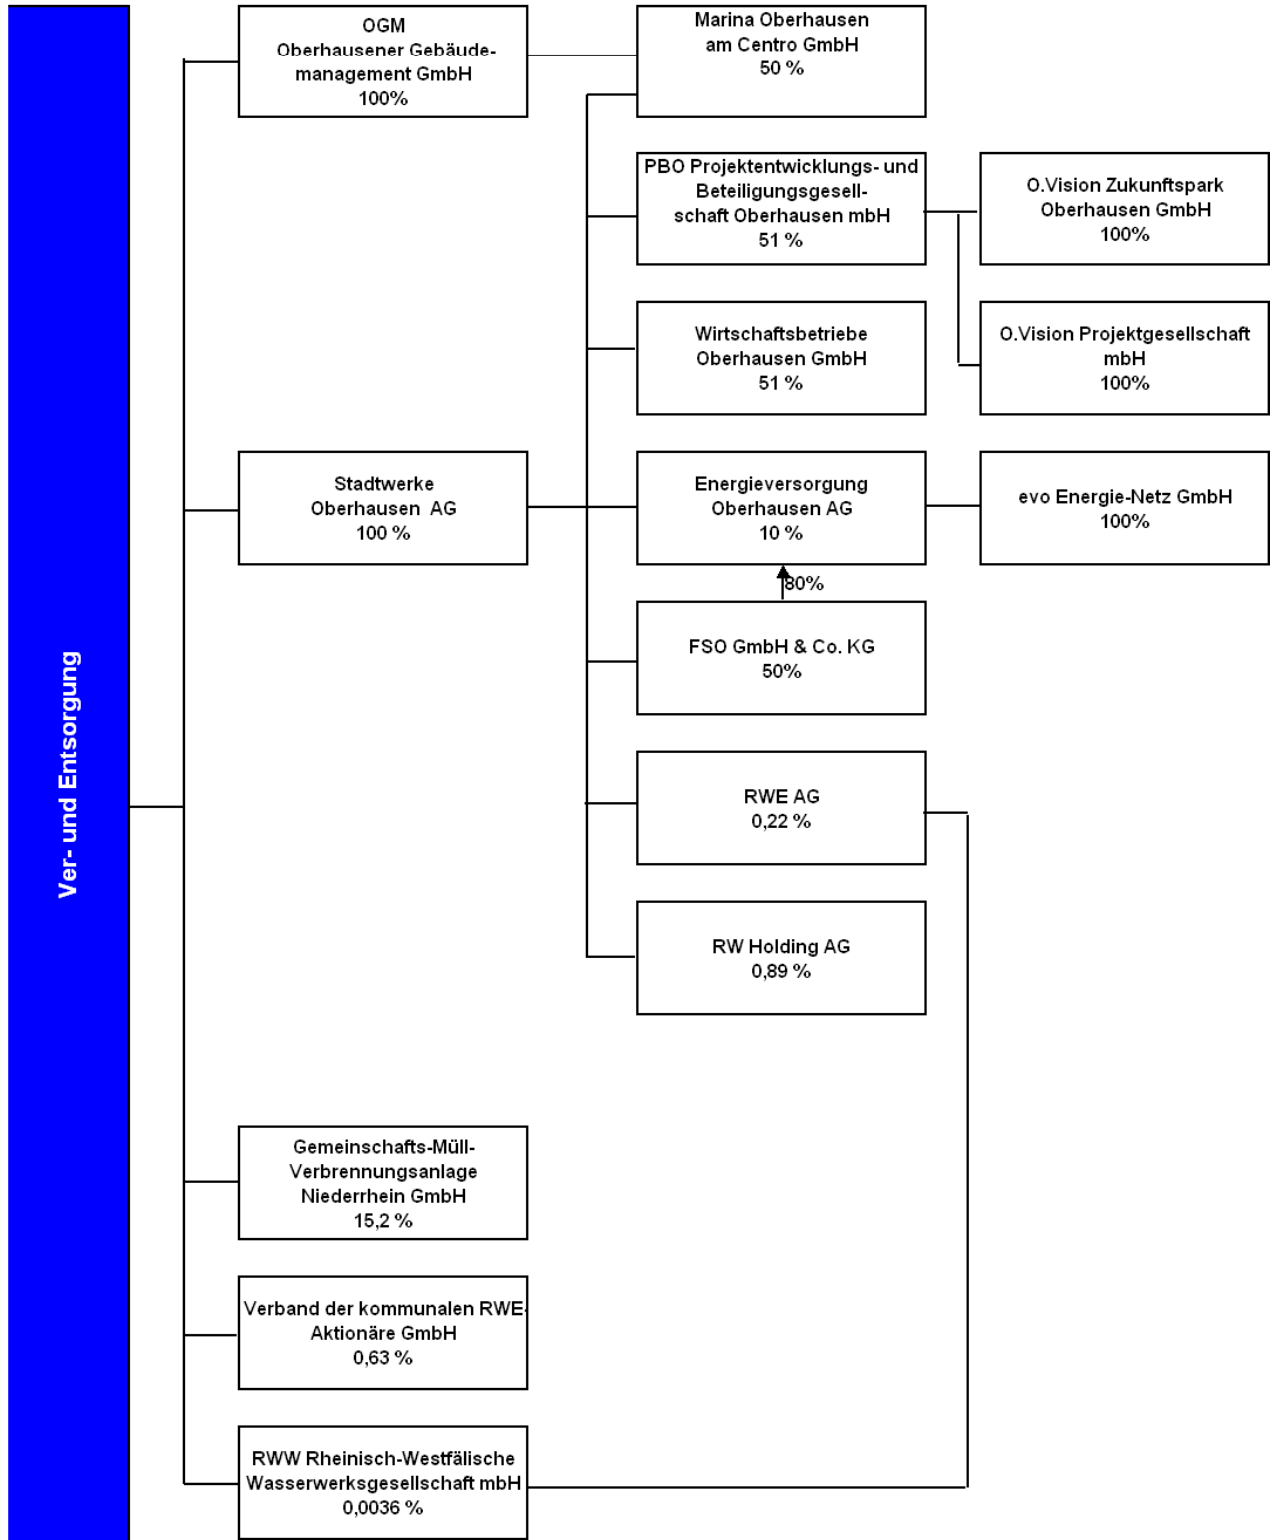 Ver- und Entsorgung
OGM
Oberhausener Gebäude-
management GmbH
100%
Marina Oberhausen
am Centro GmbH
50 %
PBO Projektentwicklungs- und
Beteiligungsgesell-
schaft Oberhausen mbH
51 %
O.Vision Zukunftspark
Oberhausen GmbH
100%
Wirtschaftsbetriebe
Oberhausen GmbH
51 %
O.Vision Projektgesellschaft
mbH
100%
Stadtwerke
Oberhausen AG
100 %
Energieversorgung
Oberhausen AG
10 %
evo Energie-Netz GmbH
100%
80%
FSO GmbH & Co. KG
50%
RWE AG
0,22 %
RW Holding AG
0,89 %
Gemeinschafts-Müll-
Verbrennungsanlage
Niederrhein GmbH
15,2 %
Verband der kommunalen RWE-
Aktionäre GmbH
0,63 %
RWW Rheinisch-Westfälische
Wasserwerksgesellschaft mbH
0,0036 %